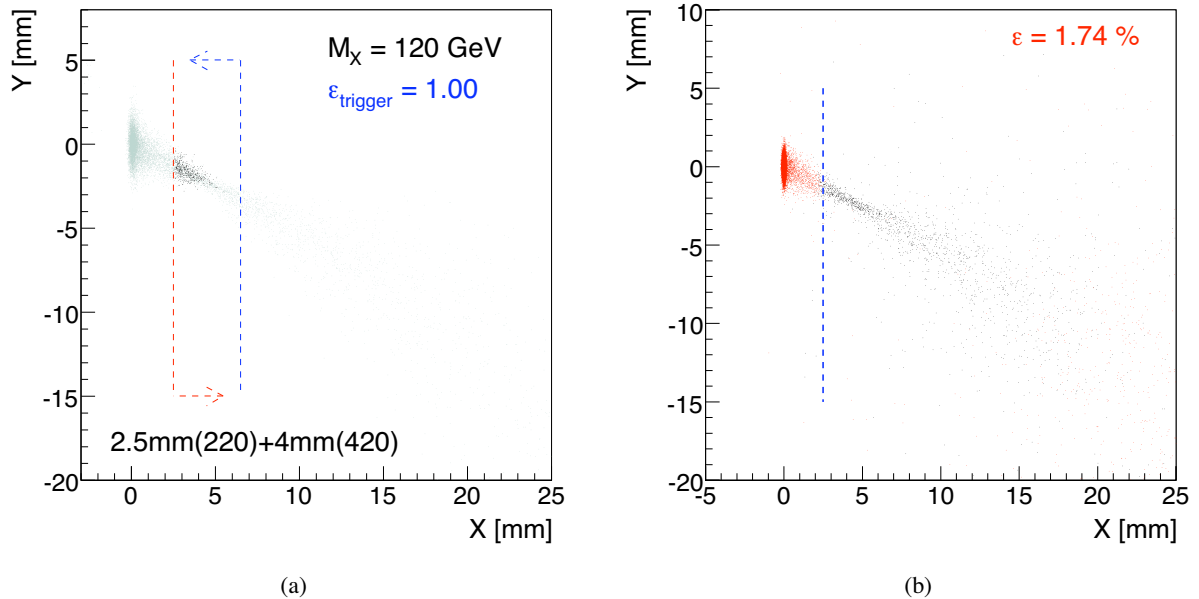 Y [mm]
5
0
-5
-10
-15
-20
0
5
10
15
20
25
X [mm]
M_X = 120 GeV
ε_trigger = 1.00
2.5mm(220)+4mm(420)
(a)
Y [mm]
10
5
0
-5
-10
-15
-20
-5
0
5
10
15
20
25
X [mm]
ε = 1.74 %
(b)